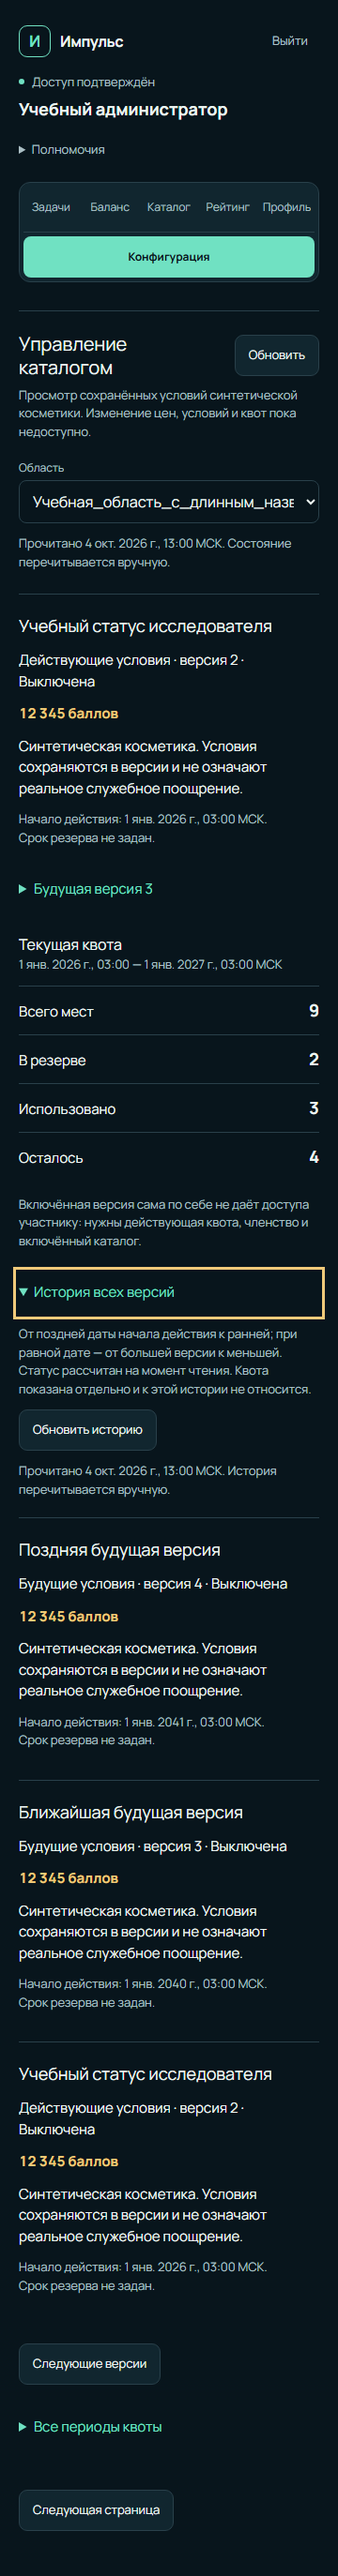 И Импульс Выйти
Доступ подтверждён
Учебный администратор
Полномочия
Задачи Баланс Каталог Рейтинг Профиль
Конфигурация
Управление
каталогом
Обновить
Просмотр сохранённых условий синтетической
косметики. Изменение цен, условий и квот пока
недоступно.
Область
Учебная_область_с_длинным_назв
Прочитано 4 окт. 2026 г., 13:00 МСК. Состояние
перечитывается вручную.
Учебный статус исследователя
Действующие условия · версия 2 ·
Выключена
12 345 баллов
Синтетическая косметика. Условия
сохраняются в версии и не означают
реальное служебное поощрение.
Начало действия: 1 янв. 2026 г., 03:00 МСК.
Срок резерва не задан.
Будущая версия 3
Текущая квота
1 янв. 2026 г., 03:00 — 1 янв. 2027 г., 03:00 МСК
Всего мест 9
В резерве 2
Использовано 3
Осталось 4
Включённая версия сама по себе не даёт доступа
участнику: нужны действующая квота, членство и
включённый каталог.
История всех версий
От поздней даты начала действия к ранней; при
равной дате — от большей версии к меньшей.
Статус рассчитан на момент чтения. Квота
показана отдельно и к этой истории не относится.
Обновить историю
Прочитано 4 окт. 2026 г., 13:00 МСК. История
перечитывается вручную.
Поздняя будущая версия
Будущие условия · версия 4 · Выключена
12 345 баллов
Синтетическая косметика. Условия
сохраняются в версии и не означают
реальное служебное поощрение.
Начало действия: 1 янв. 2041 г., 03:00 МСК.
Срок резерва не задан.
Ближайшая будущая версия
Будущие условия · версия 3 · Выключена
12 345 баллов
Синтетическая косметика. Условия
сохраняются в версии и не означают
реальное служебное поощрение.
Начало действия: 1 янв. 2040 г., 03:00 МСК.
Срок резерва не задан.
Учебный статус исследователя
Действующие условия · версия 2 ·
Выключена
12 345 баллов
Синтетическая косметика. Условия
сохраняются в версии и не означают
реальное служебное поощрение.
Начало действия: 1 янв. 2026 г., 03:00 МСК.
Срок резерва не задан.
Следующие версии
Все периоды квоты
Следующая страница